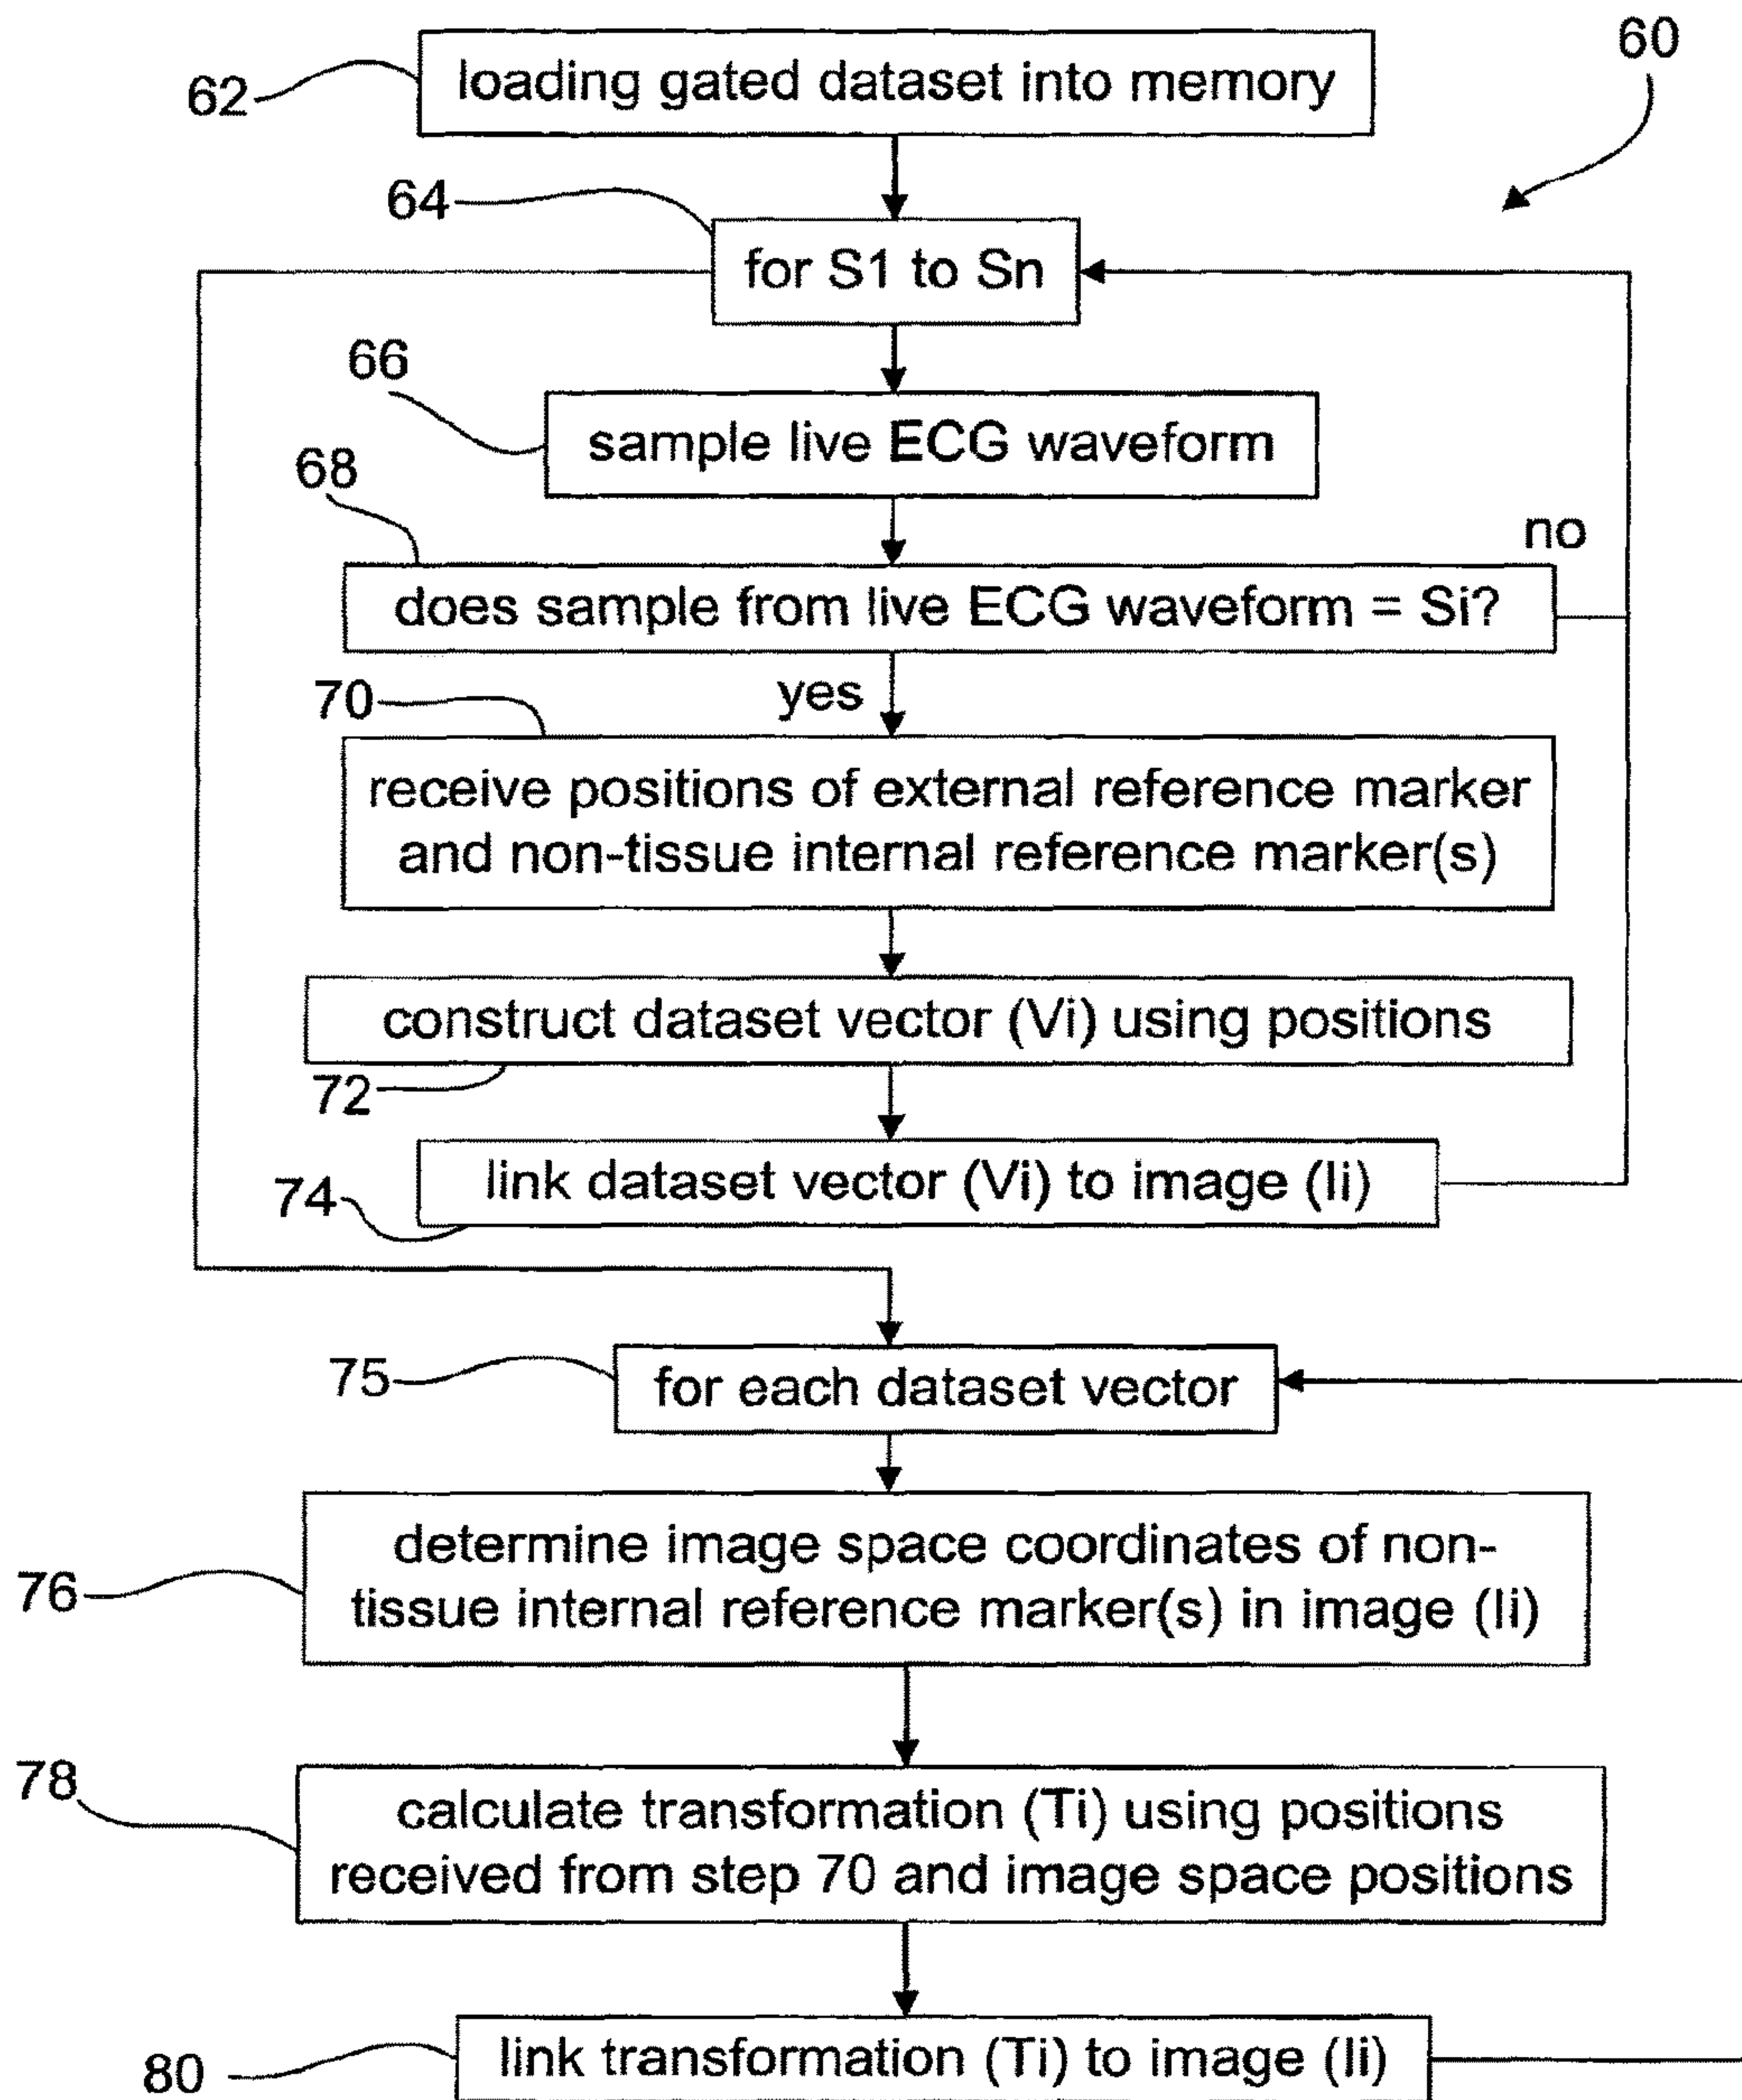 60
62
loading gated dataset into memory
64
for S1 to Sn
66
sample live ECG waveform
68
no
does sample from live ECG waveform = Si?
yes
70
receive positions of external reference marker
and non-tissue internal reference marker(s)
construct dataset vector (Vi) using positions
72
link dataset vector (Vi) to image (Ii)
74
75
for each dataset vector
76
determine image space coordinates of non-
tissue internal reference marker(s) in image (Ii)
78
calculate transformation (Ti) using positions
received from step 70 and image space positions
80
link transformation (Ti) to image (Ii)